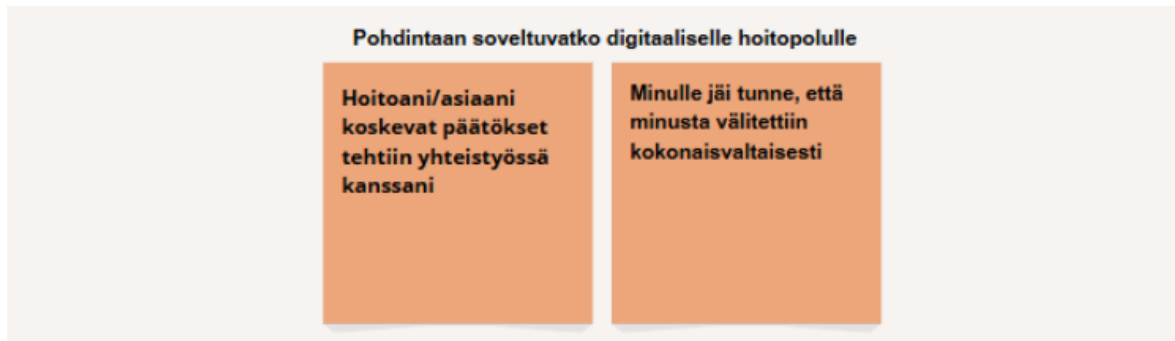 Pohdintaan soveltuvatko digitaaliselle hoitopolulle
Hoitoani/asiaani
koskevat päätökset
tehtiin yhteistyössä
kanssani
Minulle jäi tunne, että
minusta välitettiin
kokonaisvaltaisesti